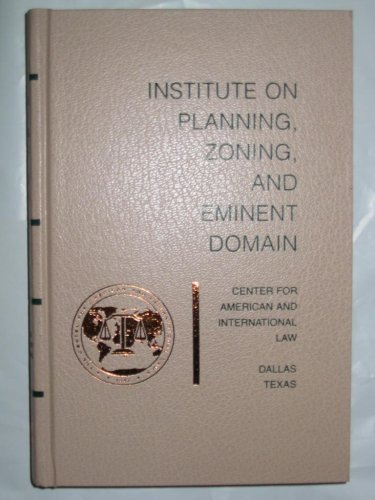 INSTITUTE ON
PLANNING,
ZONING,
AND
EMINENT
DOMAIN
CENTER FOR
AMERICAN AND
INTERNATIONAL
LAW
DALLAS
TEXAS